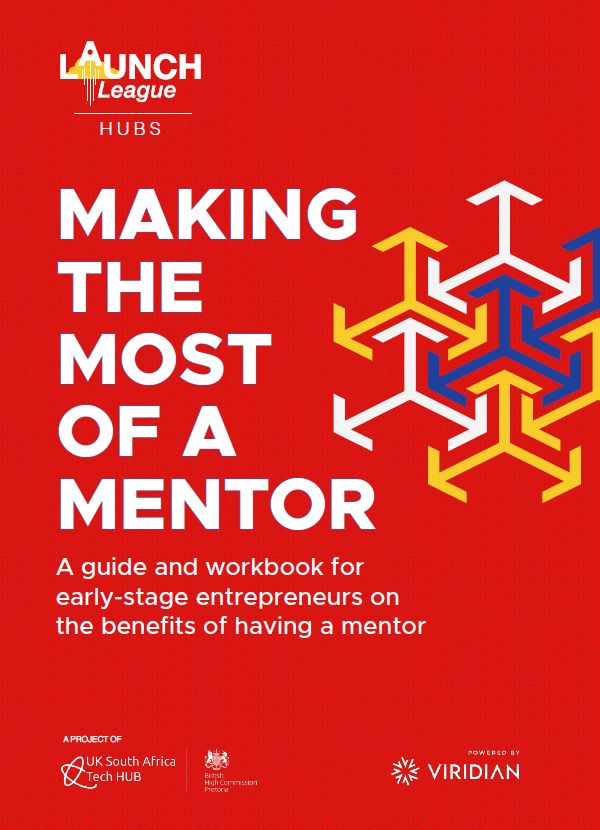 LAUNCH
League
HUBS
MAKING
THE
MOST
OF A
MENTOR
A guide and workbook for
early-stage entrepreneurs on
the benefits of having a mentor
A PROJECT OF
UK South Africa
Tech HUB
British
High Commission
Pretoria
POWERED BY
VIRIDIAN